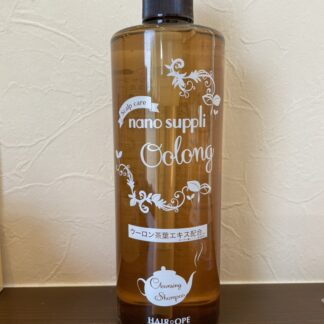 Scalp care
nano suppli
Oolong
ウーロン茶葉エキス配合
Cleansing
Shampoo
HAIR OPE